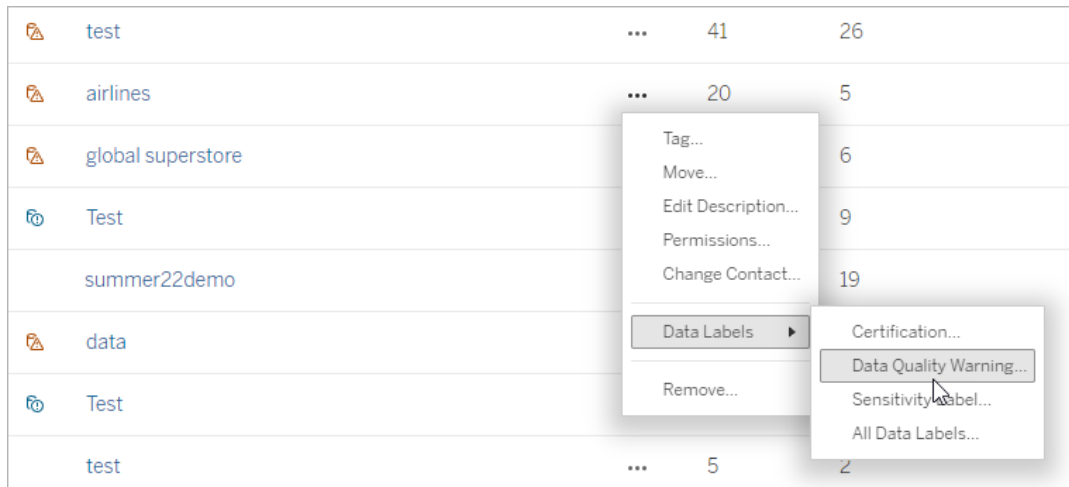 test ... 41 26
airlines ... 20 5
global superstore 6
Tag...
Move...
Edit Description...
Permissions...
Change Contact...
Data Labels
Remove...
Test 9
summer22demo 19
data
Certification...
Data Quality Warning...
Sensitivity Label...
All Data Labels...
Test
test ... 5 2